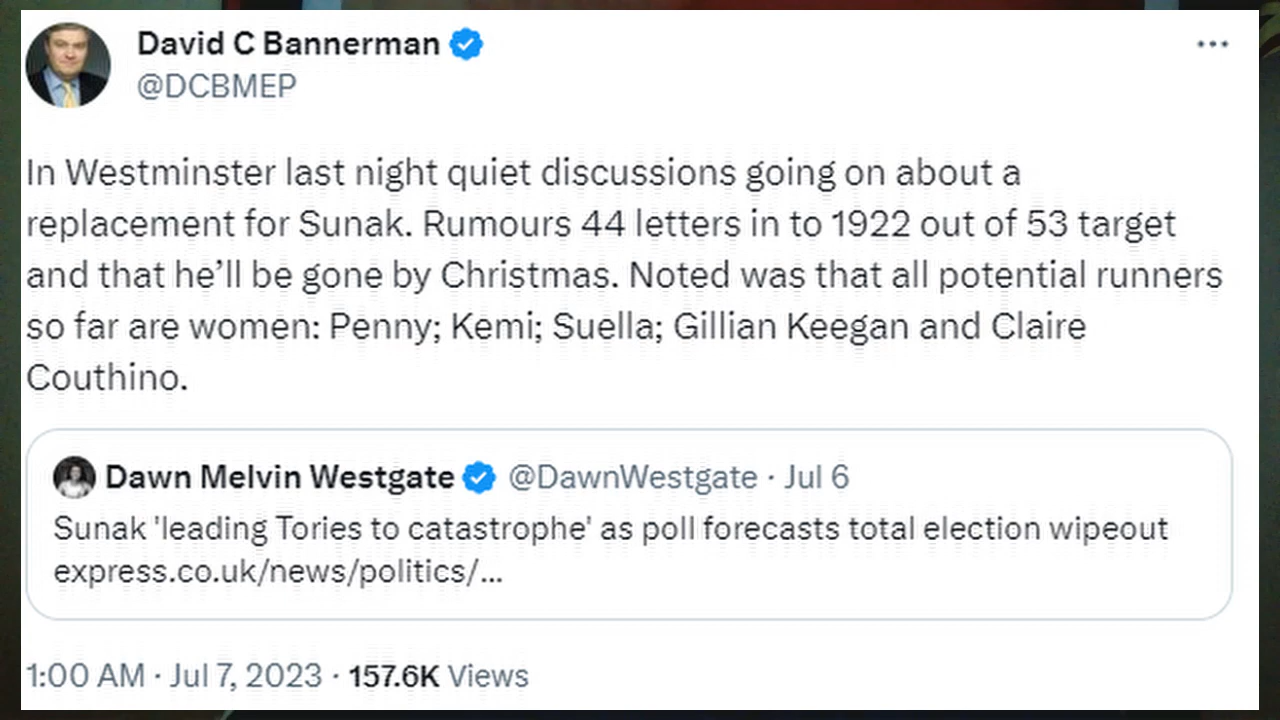 David C Bannerman
@DCBMEP
In Westminster last night quiet discussions going on about a
replacement for Sunak. Rumours 44 letters in to 1922 out of 53 target
and that he’ll be gone by Christmas. Noted was that all potential runners
so far are women: Penny; Kemi; Suella; Gillian Keegan and Claire
Couthino.
Dawn Melvin Westgate @DawnWestgate · Jul 6
Sunak 'leading Tories to catastrophe' as poll forecasts total election wipeout
express.co.uk/news/politics/...
1:00 AM · Jul 7, 2023 · 157.6K Views